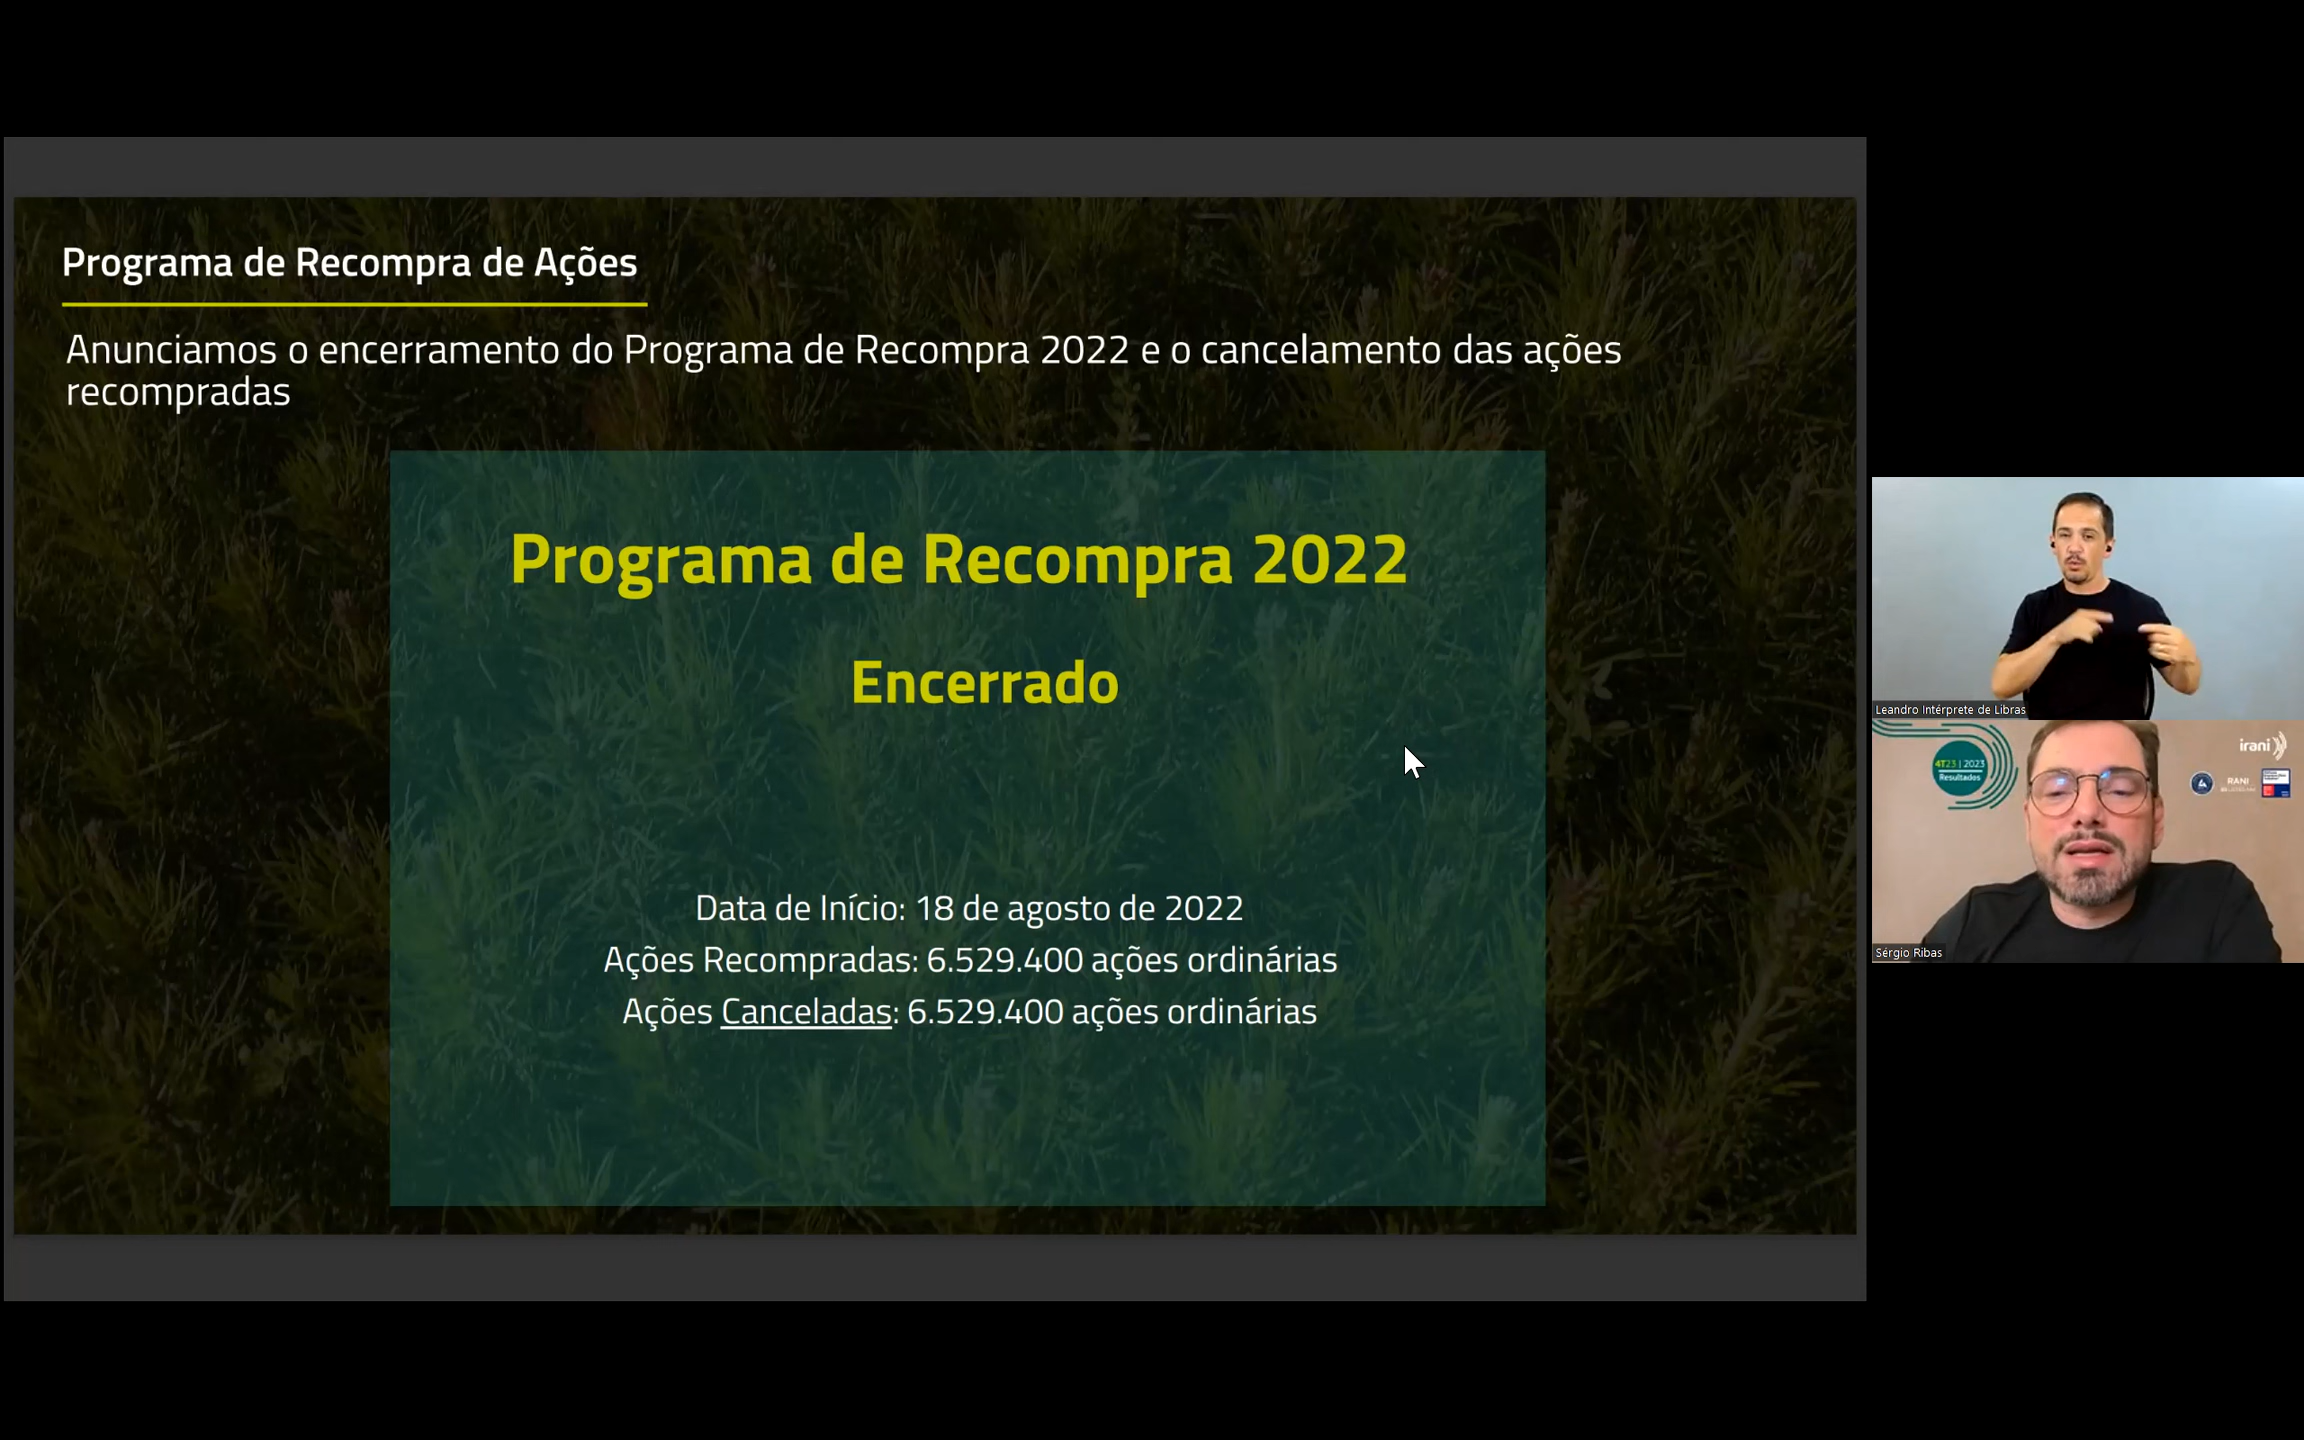 Programa de Recompra de Ações
Anunciamos o encerramento do Programa de Recompra 2022 e o cancelamento das ações
recompradas
Programa de Recompra 2022
Encerrado
Data de Início: 18 de agosto de 2022
Ações Recompradas: 6.529.400 ações ordinárias
Ações Canceladas: 6.529.400 ações ordinárias
Leandro Intérprete de Libras
4T23 | 2023
Resultados
irani
RANI
Sérgio Ribas